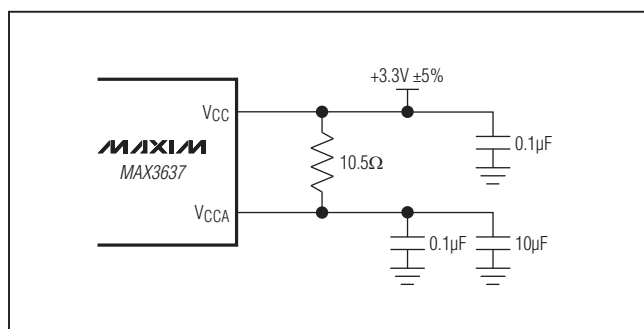 +3.3V ±5%
VCC
0.1µF
MAXIM
MAX3637
10.5Ω
VCCA
0.1µF
10µF